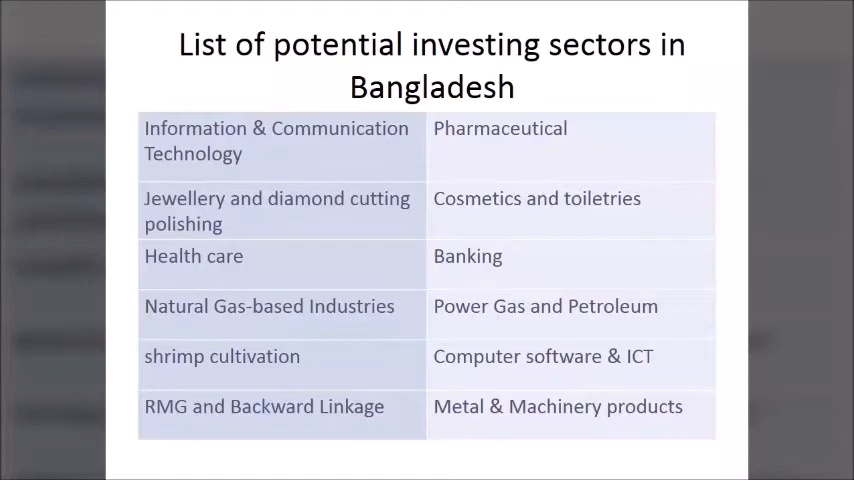 List of potential investing sectors in
Bangladesh
Information & Communication
Technology
Pharmaceutical
Jewellery and diamond cutting
polishing
Cosmetics and toiletries
Health care
Banking
Natural Gas-based Industries
Power Gas and Petroleum
shrimp cultivation
Computer software & ICT
RMG and Backward Linkage
Metal & Machinery products